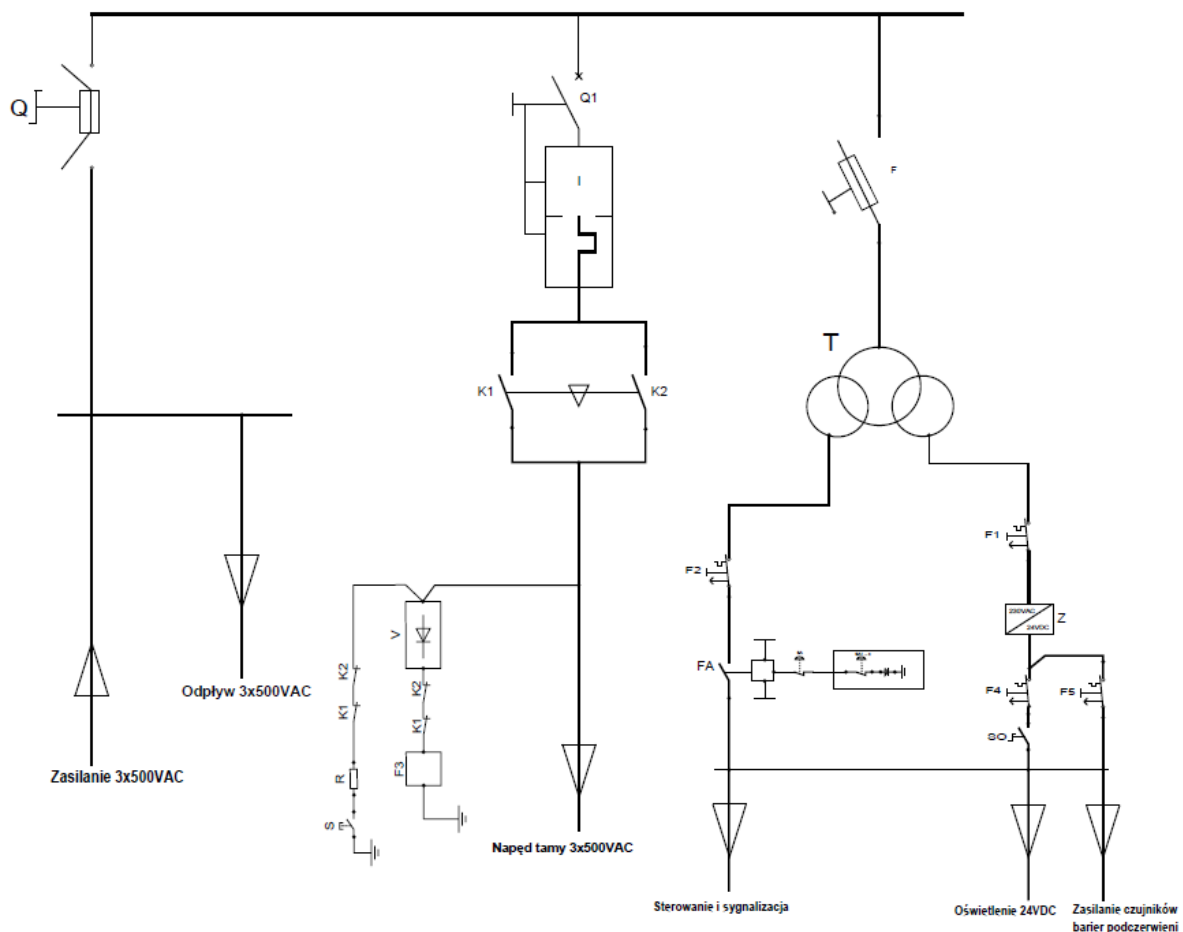 Q
Q1
I
F
T
K1
K2
F2
F1
230VAC
24VDC
Z
V
K2
K2
K1
K1
FA
F4
F5
SO
R
F3
S
Odpływ 3x500VAC
Zasilanie 3x500VAC
Napęd tamy 3x500VAC
Sterowanie i sygnalizacja
Oświetlenie 24VDC
Zasilanie czujników
barier podczerwieni